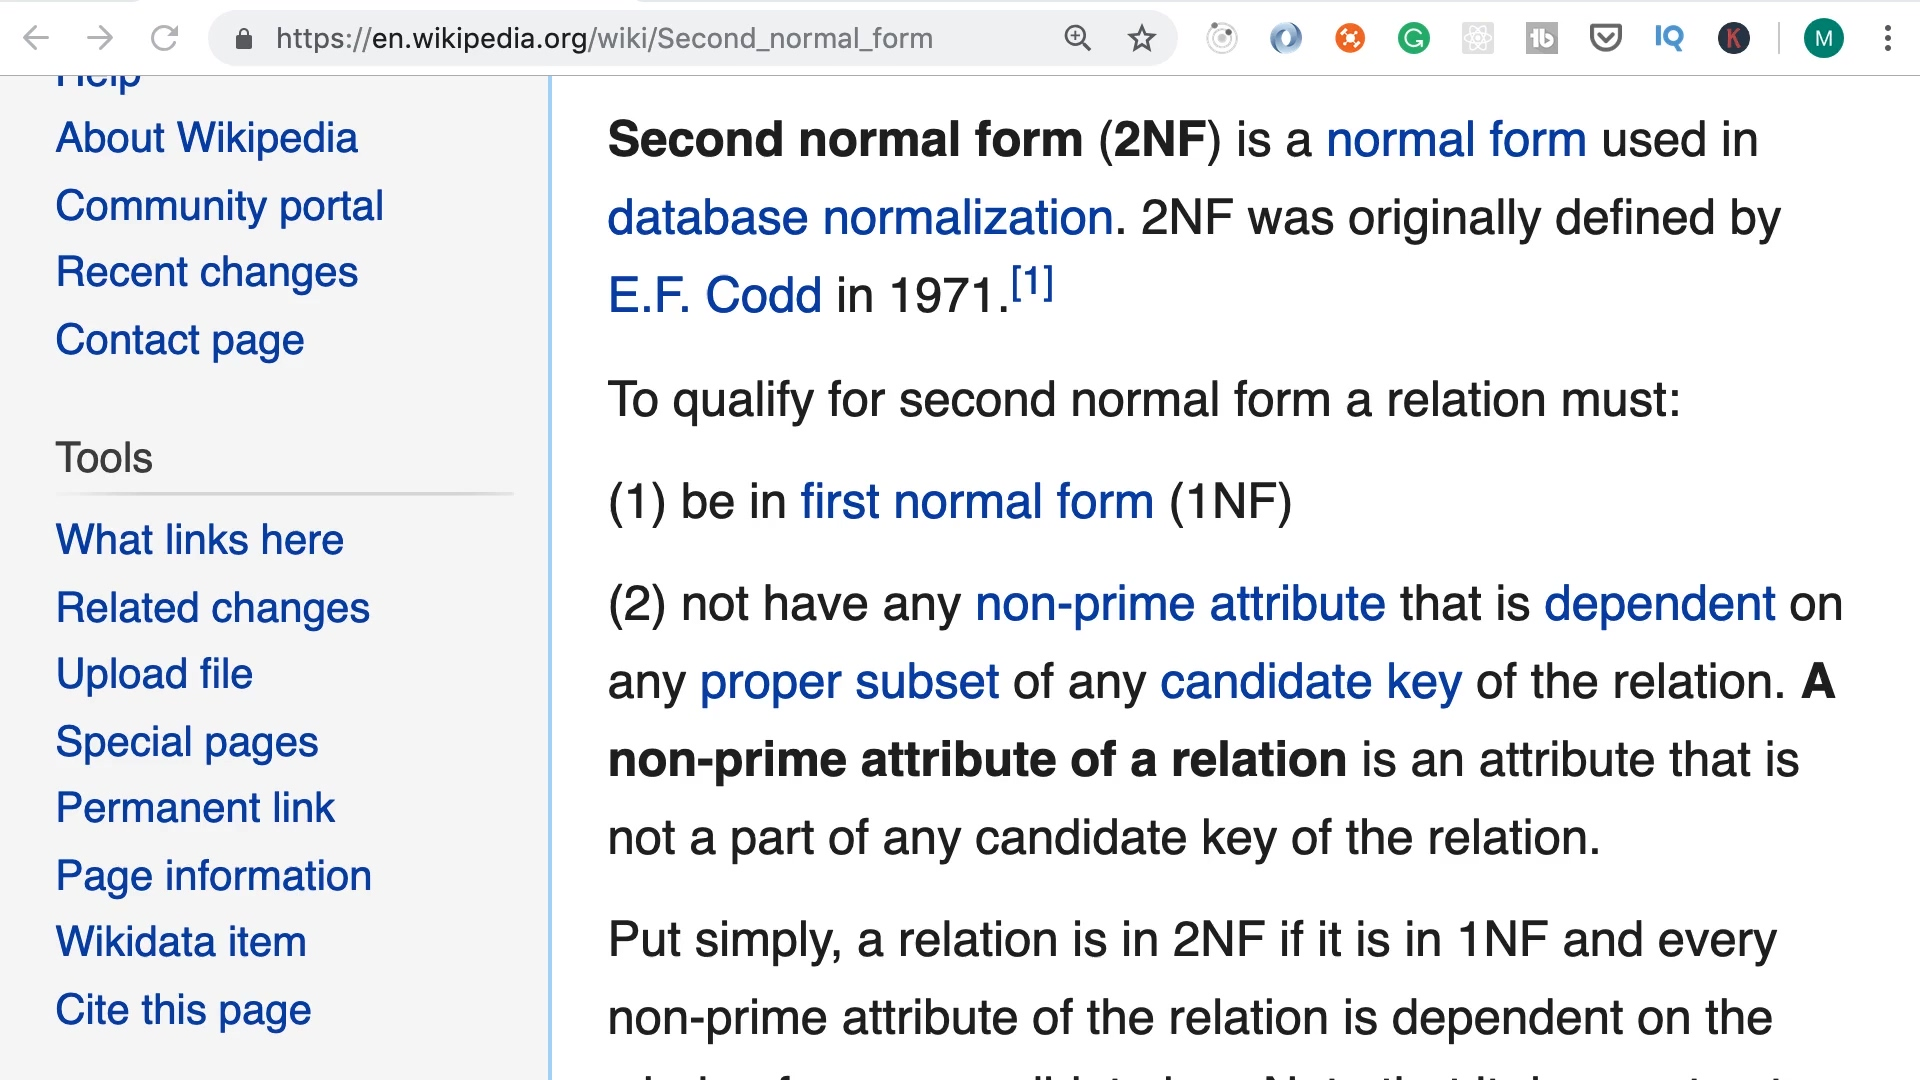 https://en.wikipedia.org/wiki/Second_normal_form
M
Help
About Wikipedia
Community portal
Recent changes
Contact page
Tools
What links here
Related changes
Upload file
Special pages
Permanent link
Page information
Wikidata item
Cite this page
Second normal form (2NF) is a normal form used in
database normalization. 2NF was originally defined by
E.F. Codd in 1971.[1]
To qualify for second normal form a relation must:
(1) be in first normal form (1NF)
(2) not have any non-prime attribute that is dependent on
any proper subset of any candidate key of the relation. A
non-prime attribute of a relation is an attribute that is
not a part of any candidate key of the relation.
Put simply, a relation is in 2NF if it is in 1NF and every
non-prime attribute of the relation is dependent on the